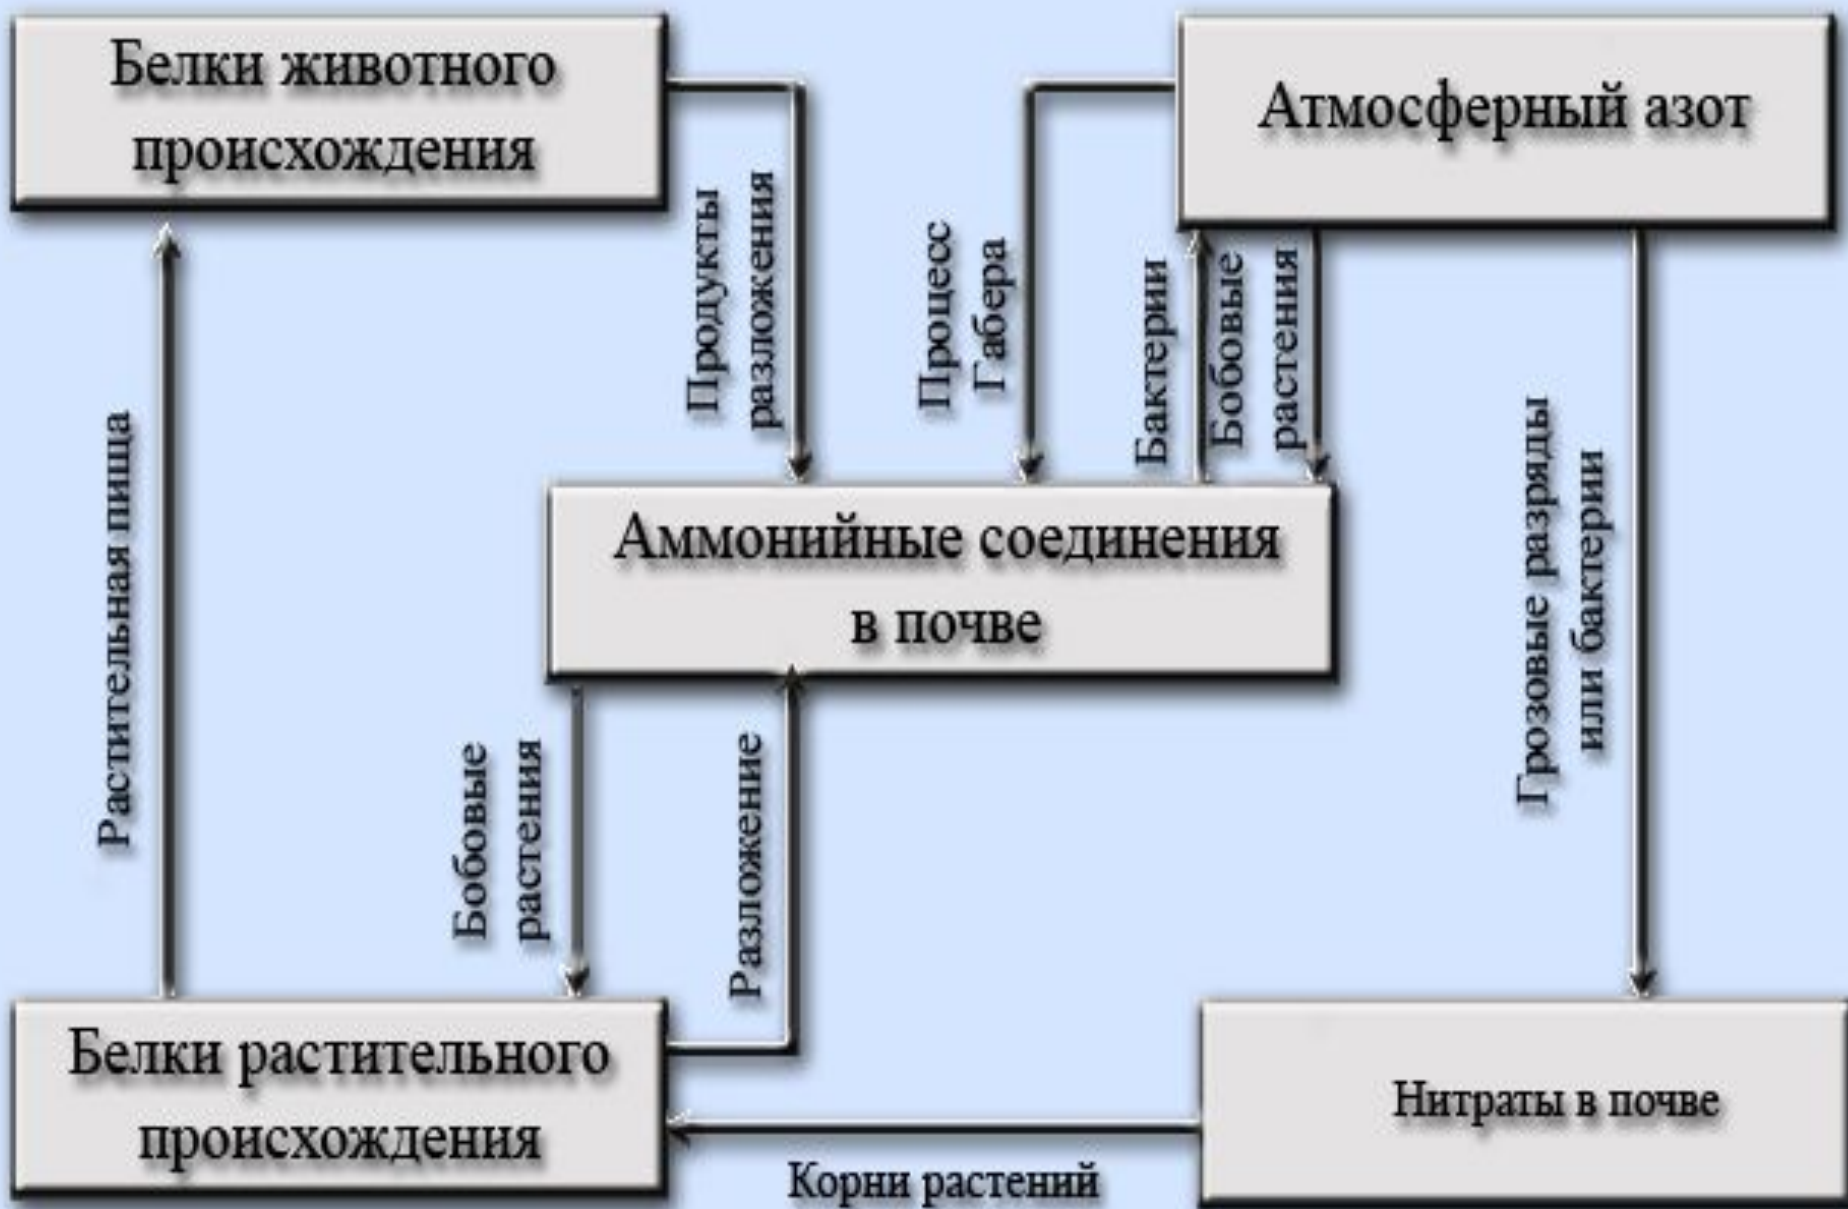 Белки животного
происхождения
Атмосферный азот
Продукты
разложения
Процесс
Габера
Бактерии
Бобовые
растения
Грозовые разряды
или бактерии
Растительная пища
Аммонийные соединения
в почве
Бобовые
растения
Разложение
Белки растительного
происхождения
Нитраты в почве
Корни растений